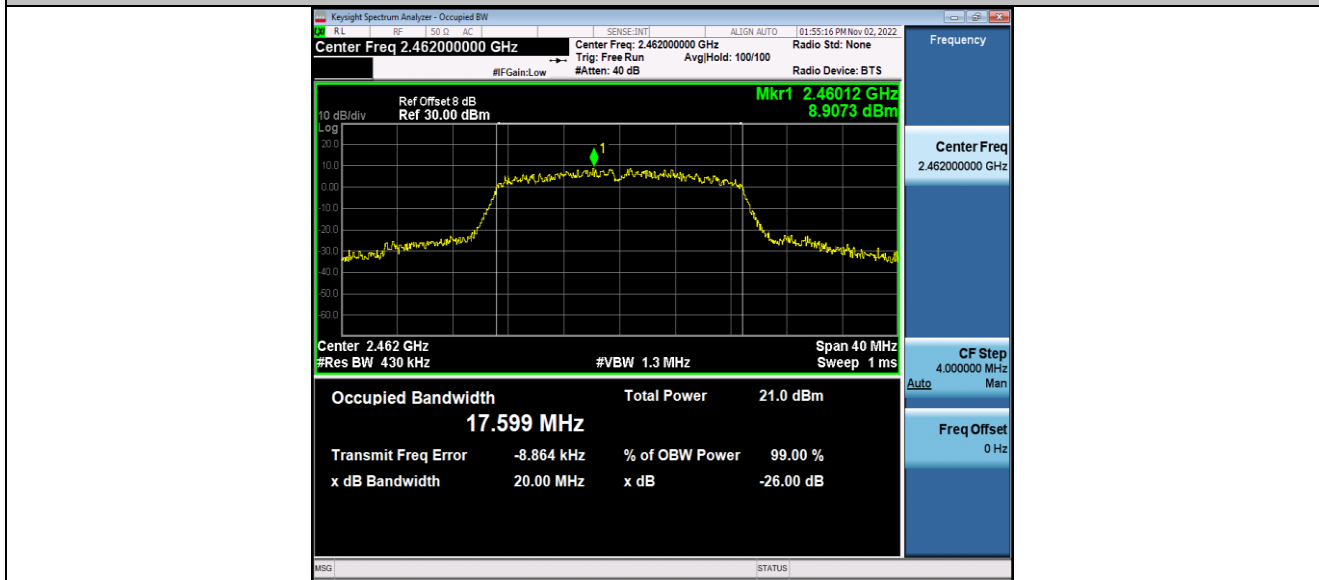 Keysight Spectrum Analyzer - Occupied BW
RL RF 50 Ω AC SENSE:INT ALIGN AUTO 01:55:16 PM Nov 02, 2022
Center Freq 2.462000000 GHz
Center Freq: 2.462000000 GHz Radio Std: None
Trig: Free Run Avg|Hold: 100/100
#IFGain:Low #Atten: 40 dB Radio Device: BTS
Mkr1 2.46012 GHz
8.9073 dBm
Ref Offset 8 dB
10 dB/div Ref 30.00 dBm
Log
20.0
1
10.0
0.00
-10.0
-20.0
-30.0
-40.0
-50.0
-60.0
Center 2.462 GHz Span 40 MHz
#Res BW 430 kHz #VBW 1.3 MHz Sweep 1 ms
Occupied Bandwidth Total Power 21.0 dBm
17.599 MHz
Transmit Freq Error -8.864 kHz % of OBW Power 99.00 %
x dB Bandwidth 20.00 MHz x dB -26.00 dB
MSG STATUS
Frequency
Center Freq
2.462000000 GHz
CF Step
4.000000 MHz
Auto Man
Freq Offset
0 Hz